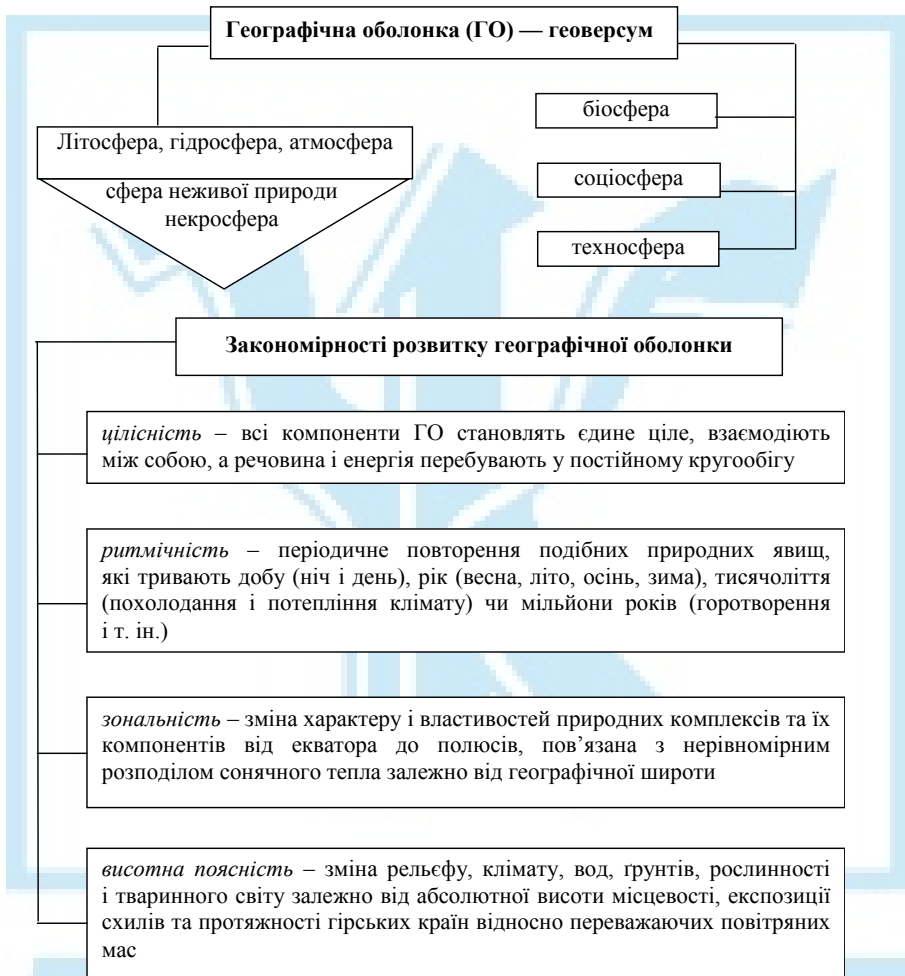 Географічна оболонка (ГО) — геоверсум
Літосфера, гідросфера, атмосфера
сфера неживої природи
некросфера
біосфера
соціосфера
техносфера
Закономірності розвитку географічної оболонки
цілісність – всі компоненти ГО становлять єдине ціле, взаємодіють
між собою, а речовина і енергія перебувають у постійному кругообігу
ритмічність – періодичне повторення подібних природних явищ,
які тривають добу (ніч і день), рік (весна, літо, осінь, зима), тисячоліття
(похолодання і потепління клімату) чи мільйони років (горотворення
і т. ін.)
зональність – зміна характеру і властивостей природних комплексів та їх
компонентів від екватора до полюсів, пов’язана з нерівномірним
розподілом сонячного тепла залежно від географічної широти
висотна поясність – зміна рельєфу, клімату, вод, ґрунтів, рослинності
і тваринного світу залежно від абсолютної висоти місцевості, експозиції
схилів та протяжності гірських країн відносно переважаючих повітряних
мас